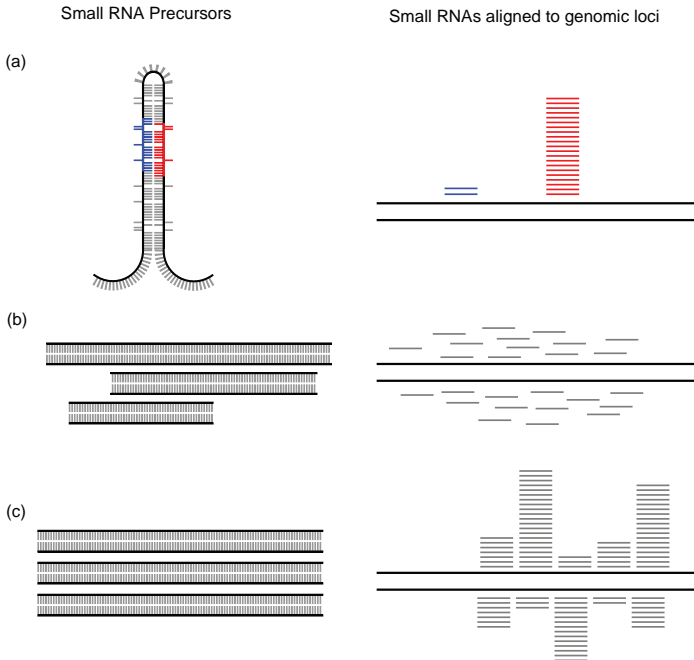 Small RNA Precursors
Small RNAs aligned to genomic loci
(a)
(b)
(c)